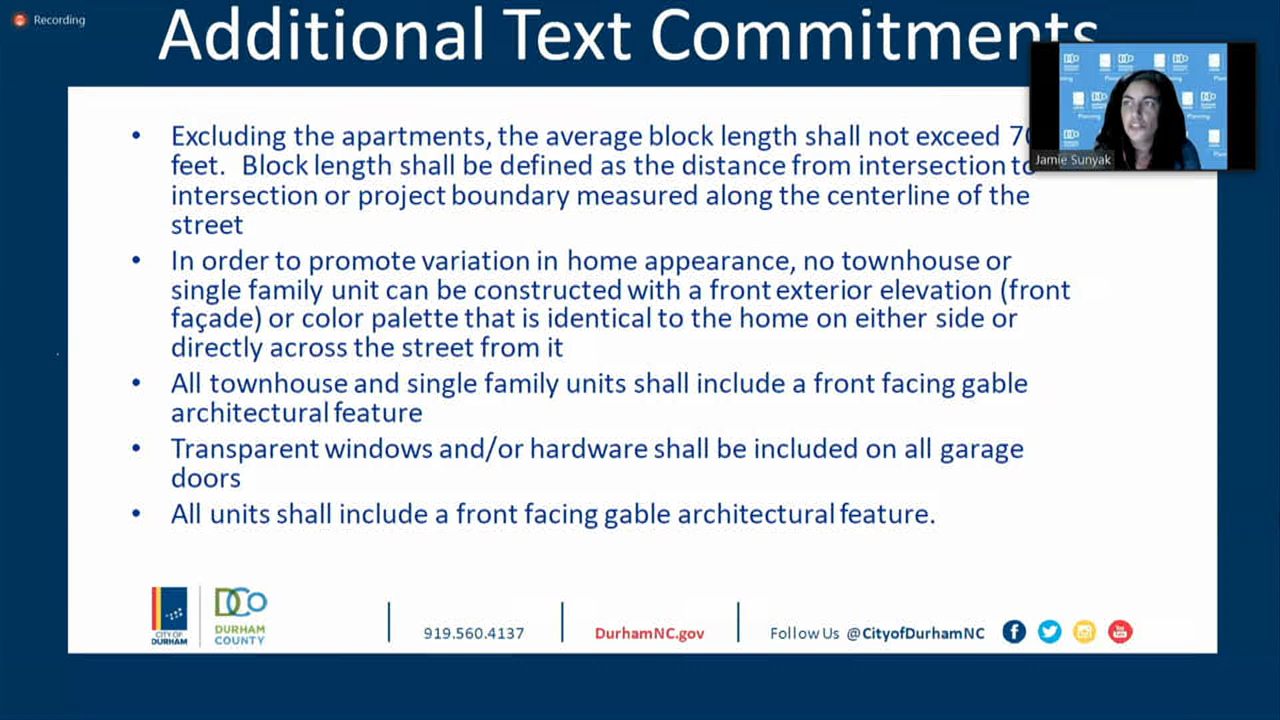 Recording
Additional Text Commitments
• Excluding the apartments, the average block length shall not exceed
feet. Block length shall be defined as the distance from intersection to
intersection or project boundary measured along the centerline of the
street
• In order to promote variation in home appearance, no townhouse or
single family unit can be constructed with a front exterior elevation (front
façade) or color palette that is identical to the home on either side or
directly across the street from it
• All townhouse and single family units shall include a front facing gable
architectural feature
• Transparent windows and/or hardware shall be included on all garage
doors
• All units shall include a front facing gable architectural feature.
Jamie Sunyak
Planning
CITY OF
DURHAM
DCo
DURHAM
COUNTY
919.560.4137
DurhamNC.gov
Follow Us @CityofDurhamNC